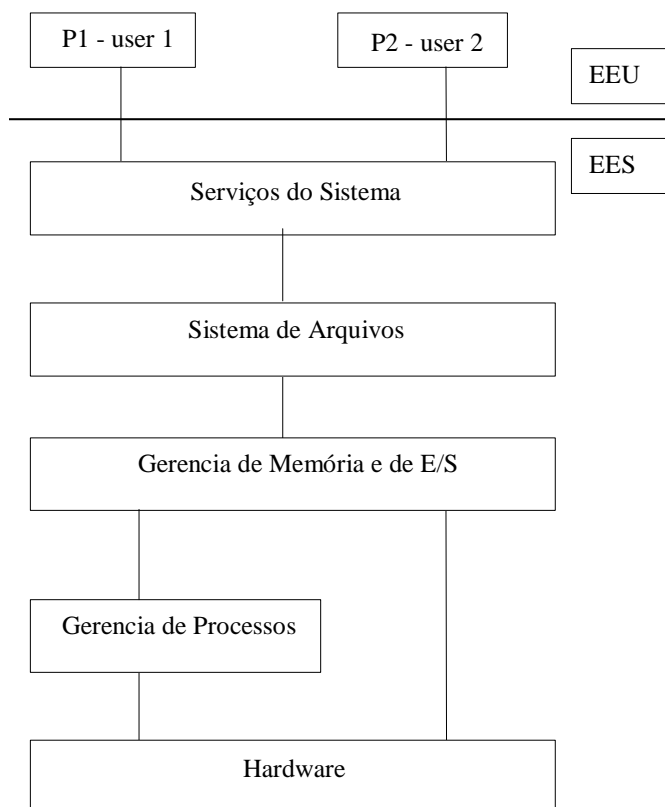 P1 - user 1
P2 - user 2
EEU
EES
Serviços do Sistema
Sistema de Arquivos
Gerencia de Memória e de E/S
Gerencia de Processos
Hardware